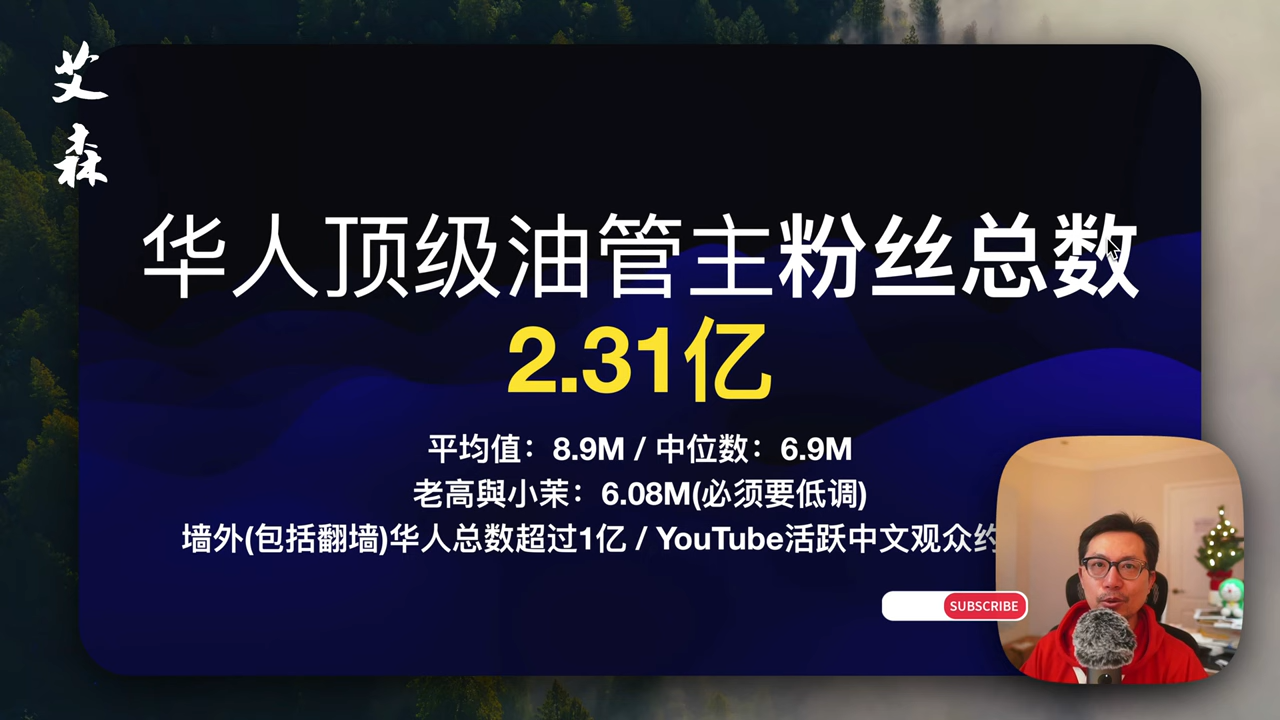 艾森
华人顶级油管主粉丝总数
2.31亿
平均值：8.9M / 中位数：6.9M
老高與小茉：6.08M(必须要低调)
墙外(包括翻墙)华人总数超过1亿 / YouTube活跃中文观众约
SUBSCRIBE